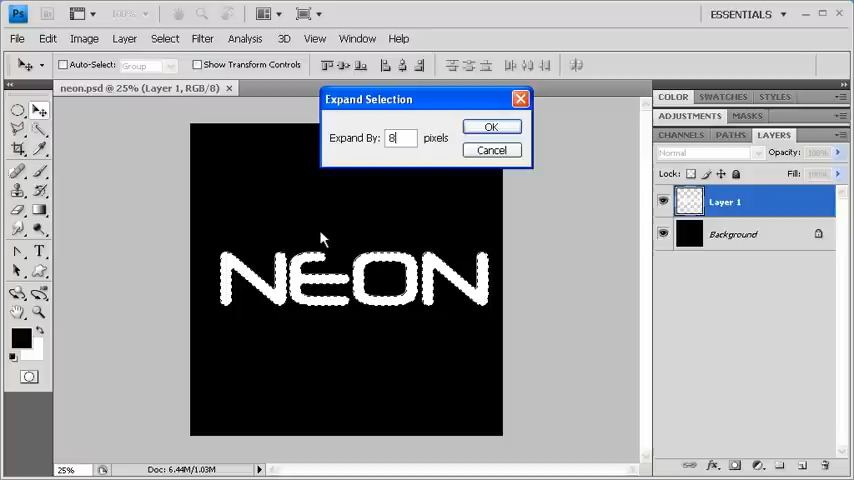 Ps Br 100% ESSENTIALS
File Edit Image Layer Select Filter Analysis 3D View Window Help
Auto-Select: Group Show Transform Controls
neon.psd @ 25% (Layer 1, RGB/8)
Expand Selection
Expand By: 8 pixels
OK
Cancel
NEON
COLOR SWATCHES STYLES
ADJUSTMENTS MASKS
CHANNELS PATHS LAYERS
Normal Opacity: 100%
Lock: Fill: 100%
Layer 1
Background
25% Doc: 6.44M/1.03M